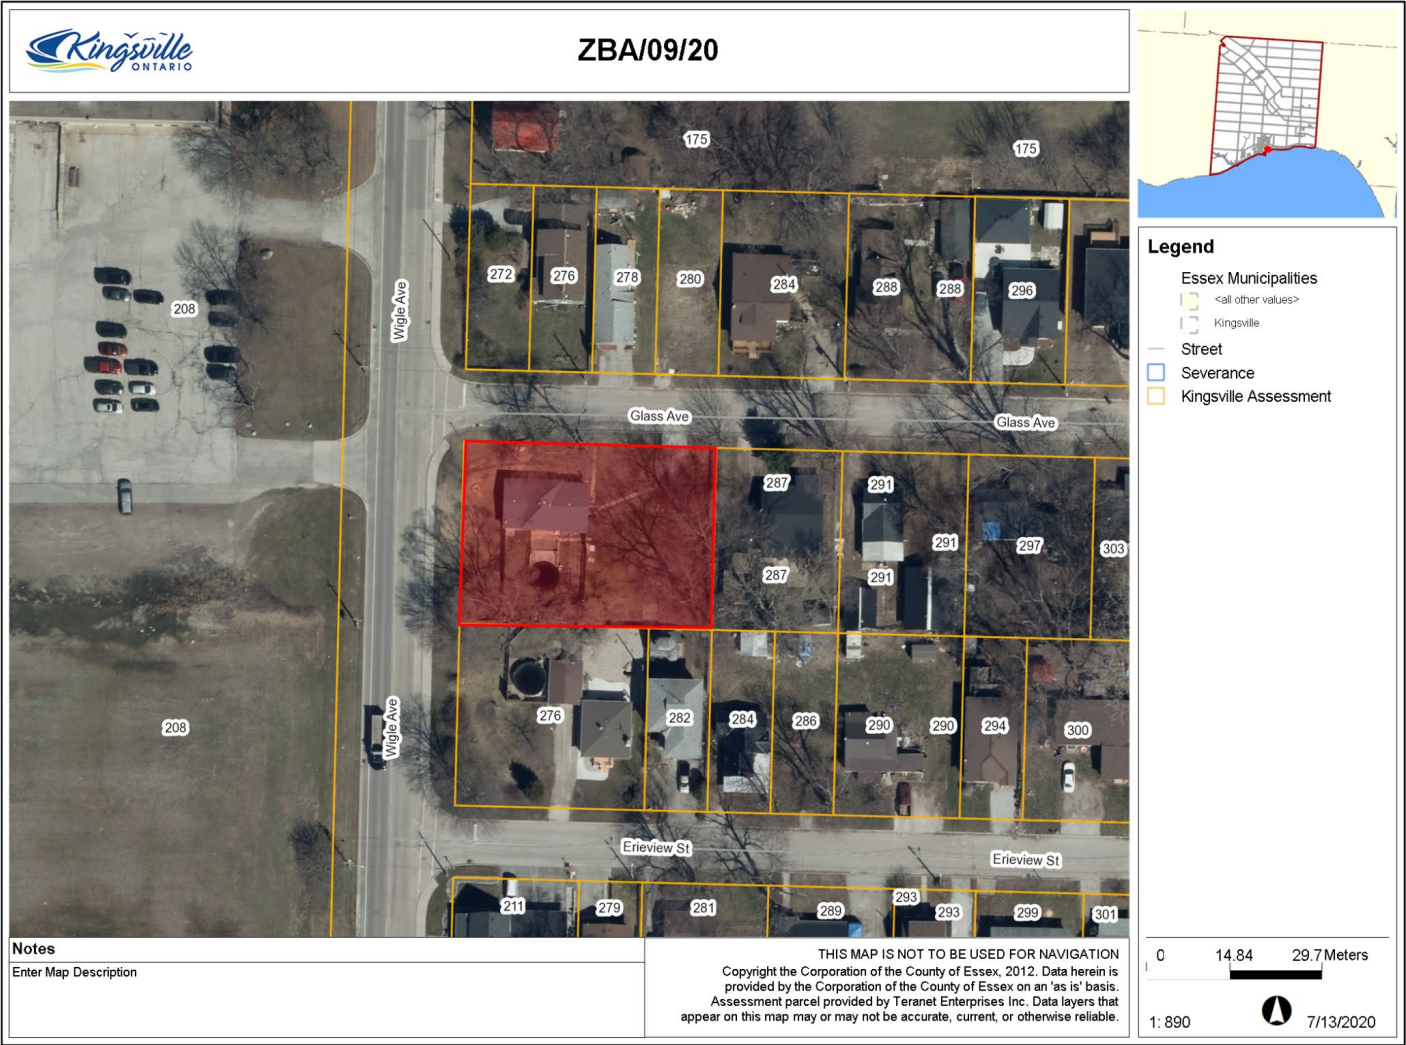 Kingsville
ONTARIO
ZBA/09/20
175
175
272
276
278
280
284
288
288
296
208
Wigle Ave
Glass Ave
Glass Ave
287
291
291
297
303
287
291
208
Wigle Ave
276
282
284
286
290
290
294
300
Erieview St
Erieview St
211
279
281
289
293
293
299
301
Legend
Essex Municipalities
<all other values>
Kingsville
Street
Severance
Kingsville Assessment
Notes
Enter Map Description
THIS MAP IS NOT TO BE USED FOR NAVIGATION
Copyright the Corporation of the County of Essex, 2012. Data herein is
provided by the Corporation of the County of Essex on an 'as is' basis.
Assessment parcel provided by Teranet Enterprises Inc. Data layers that
appear on this map may or may not be accurate, current, or otherwise reliable.
0 14.84 29.7 Meters
1: 890
7/13/2020